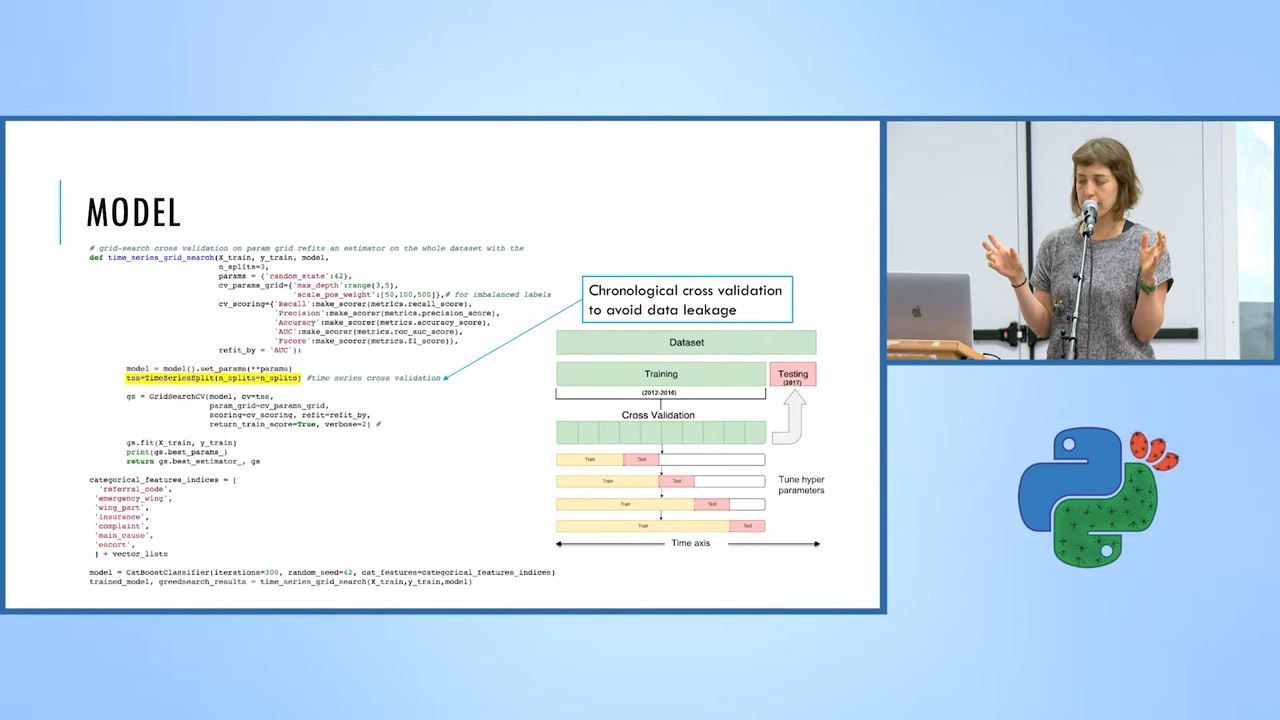 MODEL
# grid-search cross validation on param grid refits an estimator on the whole dataset with the
def time_series_grid_search(X_train, y_train, model,
n_splits=3,
params = {'random_state':42},
cv_params_grid={'max_depth':range(3,5),
'scale_pos_weight':[50,100,500]},# for imbalanced labels
cv_scoring={'Recall':make_scorer(metrics.recall_score),
'Precision':make_scorer(metrics.precision_score),
'Accuracy':make_scorer(metrics.accuracy_score),
'AUC':make_scorer(metrics.roc_auc_score),
'Fscore':make_scorer(metrics.f1_score)},
refit_by = 'AUC'):
model = model().set_params(**params)
tss=TimeSeriesSplit(n_splits=n_splits) #time series cross validation
gs = GridSearchCV(model, cv=tss,
param_grid=cv_params_grid,
scoring=cv_scoring, refit=refit_by,
return_train_score=True, verbose=2) #
gs.fit(X_train, y_train)
print(gs.best_params_)
return gs.best_estimator_, gs
categorical_features_indices = [
'referral_code',
'emergency_wing',
'wing_part',
'insurance',
'complaint',
'main_cause',
'escort',
] + vector_lists
model = CatBoostClassifier(iterations=300, random_seed=42, cat_features=categorical_features_indices)
trained_model, greedsearch_results = time_series_grid_search(X_train,y_train,model)
Chronological cross validation
to avoid data leakage
Dataset
Training
Testing
(2017)
(2012-2016)
Cross Validation
Train Test
Train Test
Train Test
Train Test
Tune hyper
parameters
Time axis